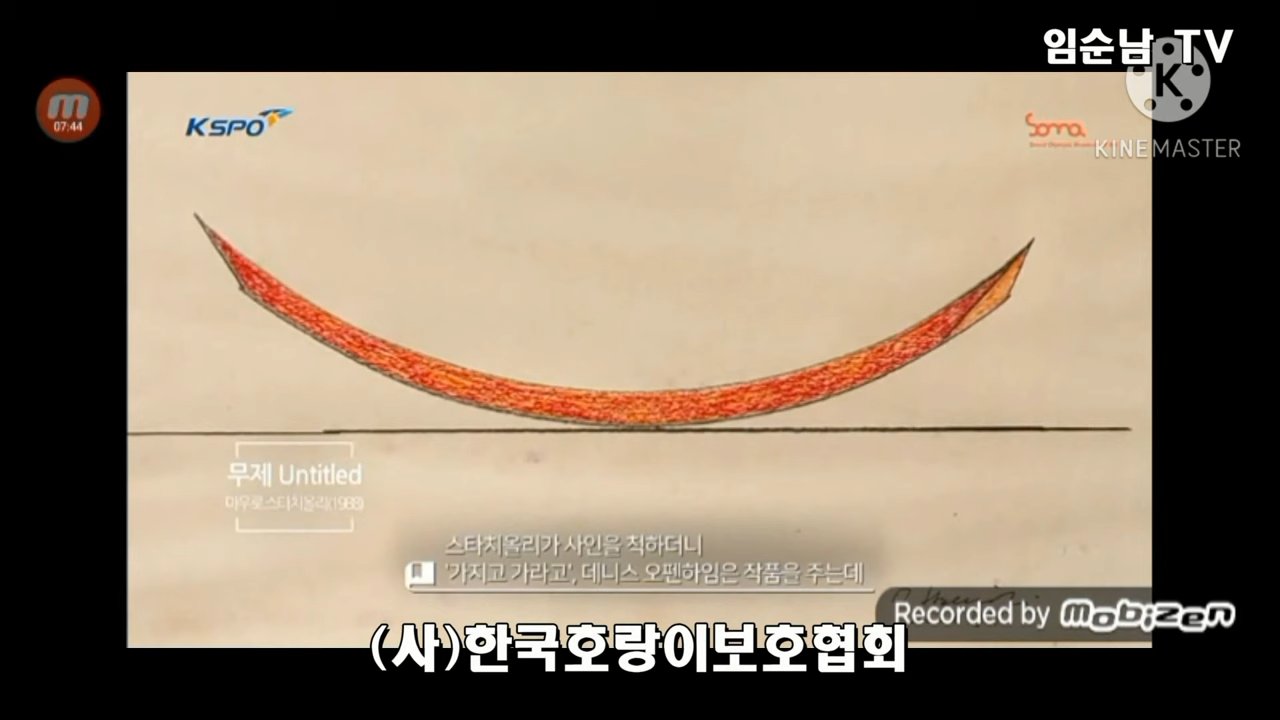 임순남 TV
K
KINEMASTER
m
07:44
KSPO
Soma
무제 Untitled
마우로 스타치올리(1988)
스타치올리가 사인을 척하더니
'가지고 가라고', 데니스 오펜하임은 작품을 주는데
Recorded by mobizen
(사)한국호랑이보호협회